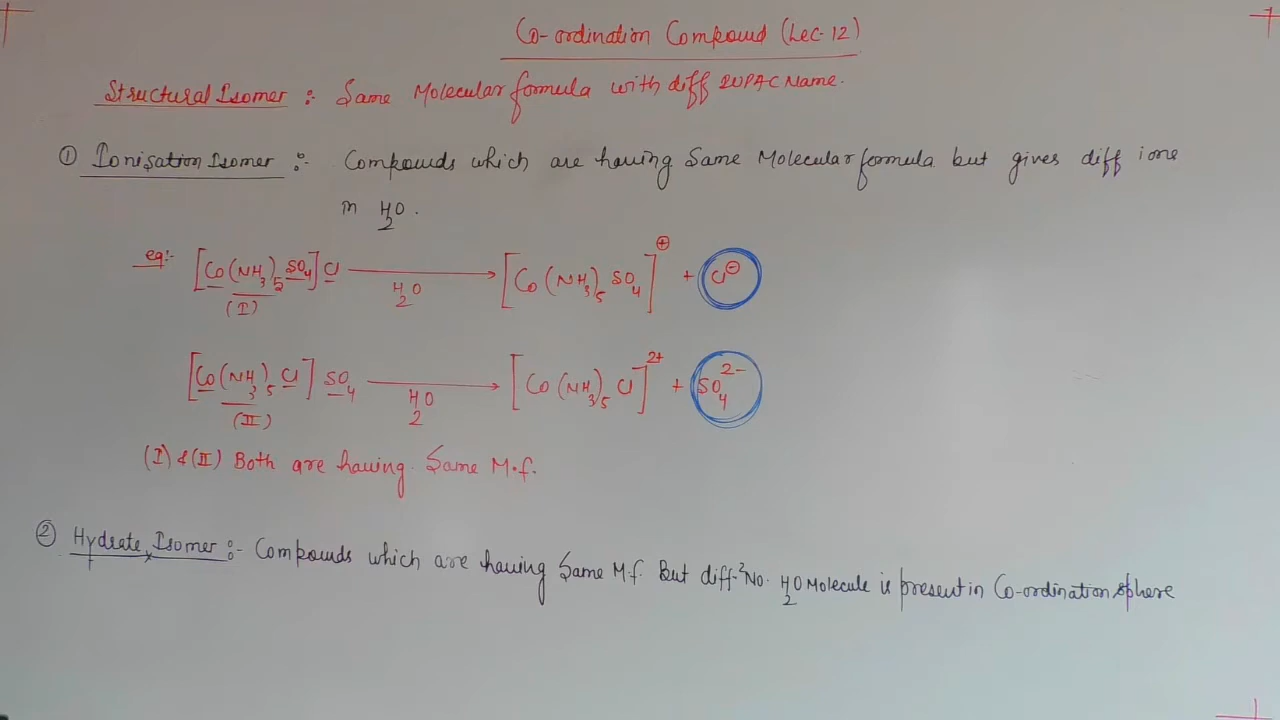 Co-ordination Compound (Lec-12)
Structural Isomer :- Same Molecular formula with diff IUPAC Name.
① Ionisation Isomer :- Compounds which are having Same Molecular formula but gives diff ions
in H2O.
eg:- [Co(NH3)5SO4]Cl ⟶ H2O [Co(NH3)5SO4]⊕ + Cl⊖
(I)
[Co(NH3)5Cl]SO4 ⟶ H2O [Co(NH3)5Cl]2+ + SO4 2-
(II)
(I) & (II) Both are having Same M.f.
② Hydrate Isomer :- Compounds which are having Same M.f. But diff- No. H2O Molecule is present in Co-ordination sphere